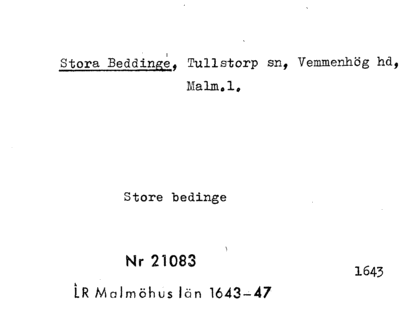 Stora Beddinge, Tullstorp sn, Vemmenhög hd,
Malm.l.
Store bedinge
Nr 21083
1643
LR Malmöhus län 1643-47